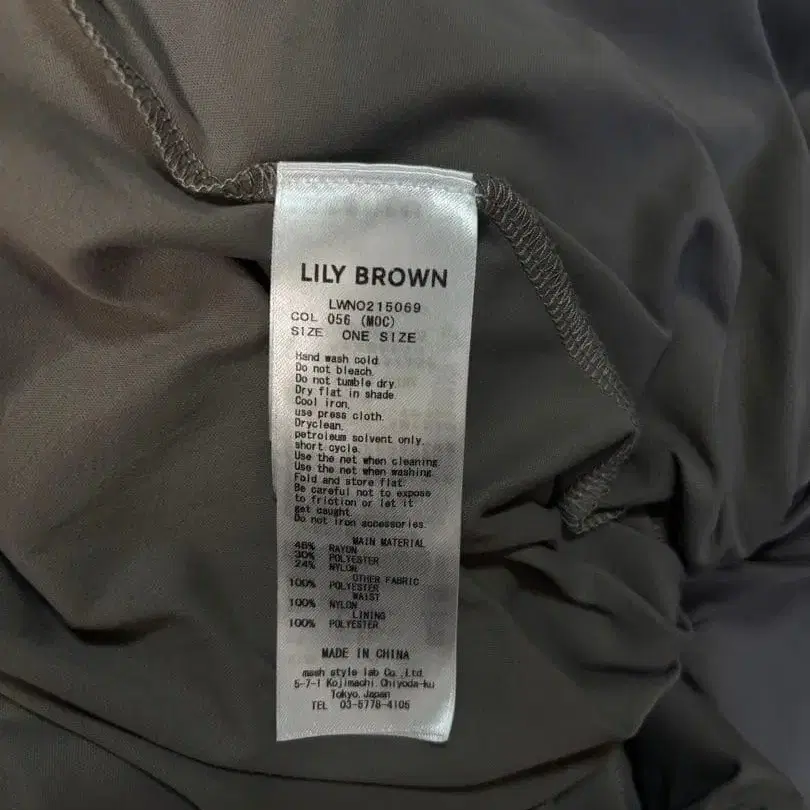 LILY BROWN
LWNO215069
COL 056 (MOC)
SIZE ONE SIZE
Hand wash cold.
Do not bleach.
Do not tumble dry.
Dry flat in shade.
Cool iron,
use press cloth.
Dryclean,
petroleum solvent only,
short cycle.
Use the net when cleaning.
Use the net when washing.
Fold and store flat.
Be careful not to expose
to friction or let it
get caught.
Do not iron accessories.
MAIN MATERIAL
46% RAYON
30% POLYESTER
24% NYLON
OTHER FABRIC
100% POLYESTER
WAIST
100% NYLON
LINING
100% POLYESTER
MADE IN CHINA
mash style lab Co.,Ltd.
5-7-1 Kojimachi,Chiyoda-ku
Tokyo,Japan
TEL 03-5778-4105